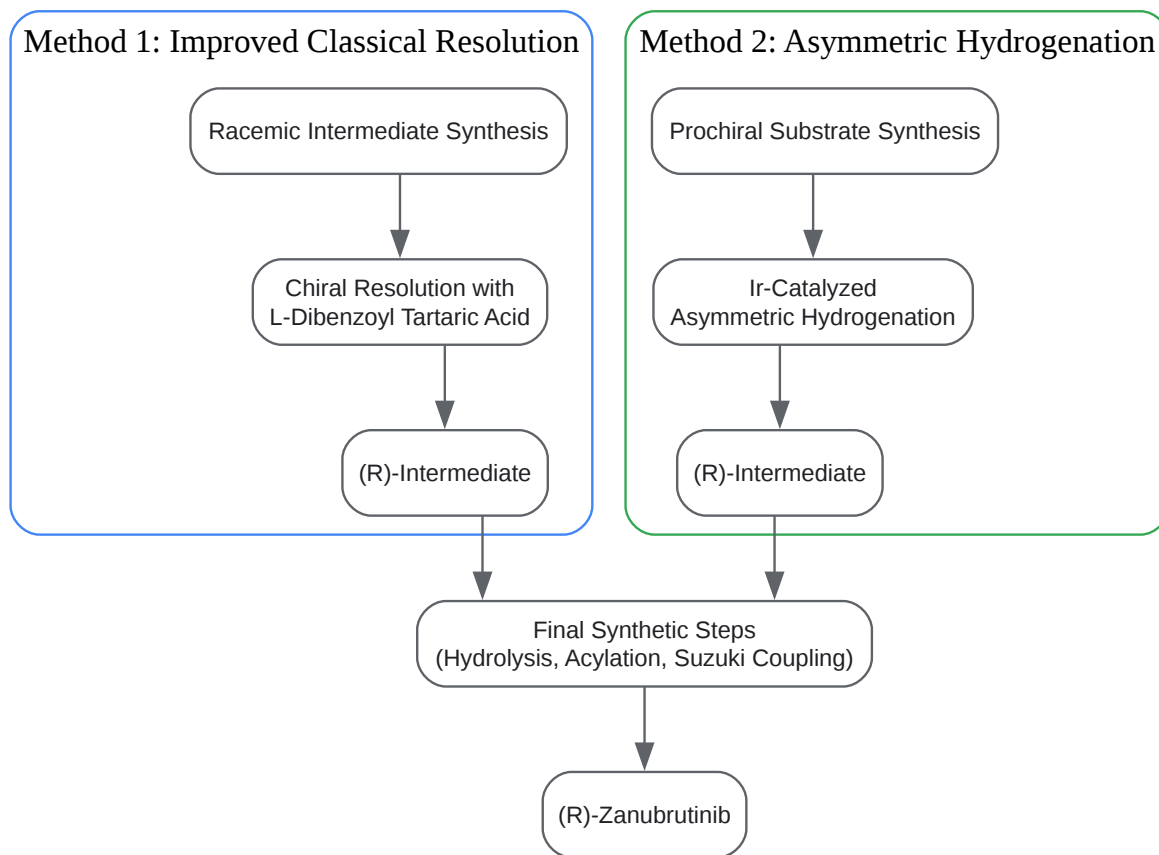 Method 1: Improved Classical Resolution
Racemic Intermediate Synthesis
Chiral Resolution with
L-Dibenzoyl Tartaric Acid
(R)-Intermediate
Method 2: Asymmetric Hydrogenation
Prochiral Substrate Synthesis
Ir-Catalyzed
Asymmetric Hydrogenation
(R)-Intermediate
Final Synthetic Steps
(Hydrolysis, Acylation, Suzuki Coupling)
(R)-Zanubrutinib